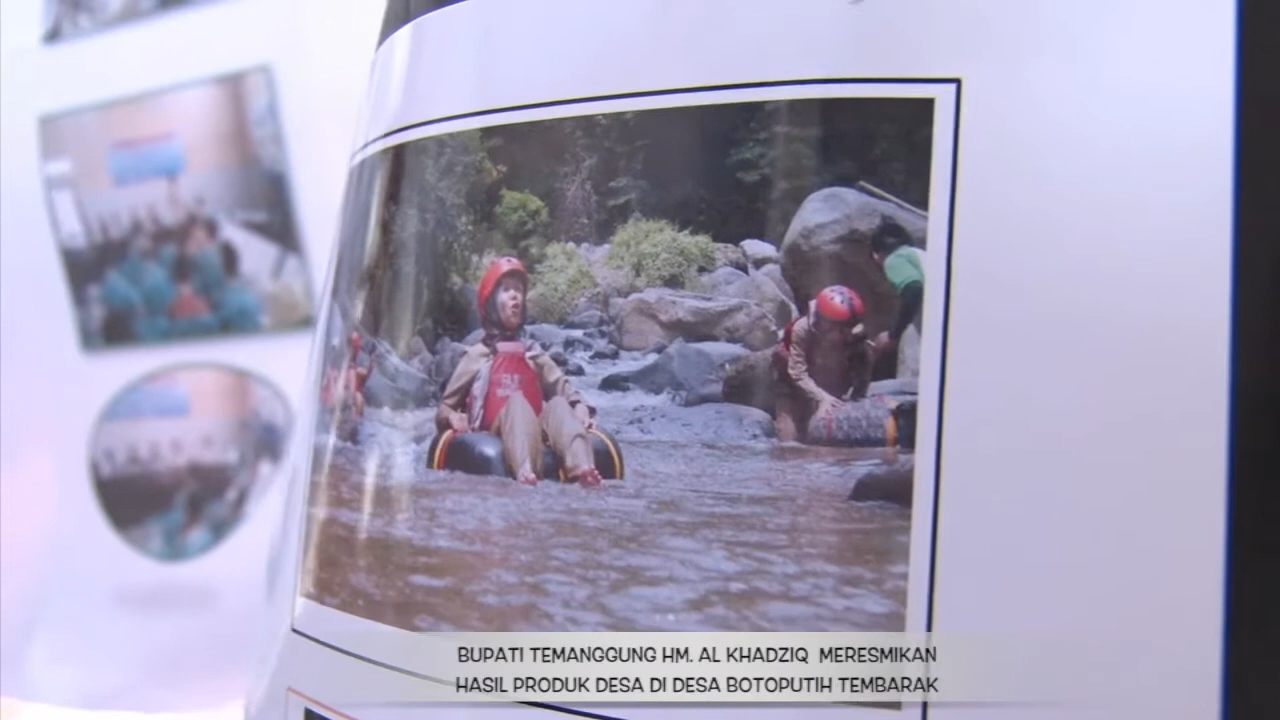 BUPATI TEMANGGUNG HM. AL KHADZIQ MERESMIKAN
HASIL PRODUK DESA DI DESA BOTOPUTIH TEMBARAK